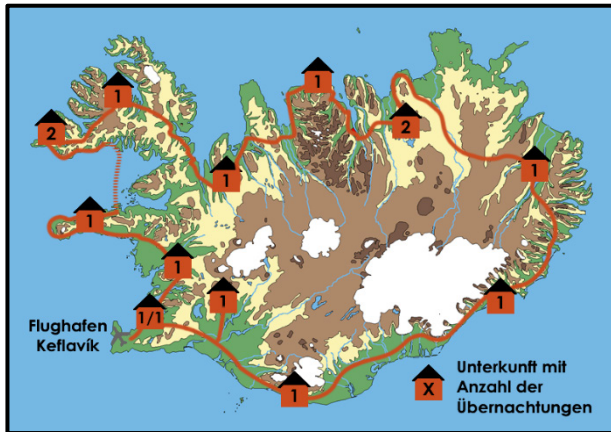 1
1
2
2
1
1
1
1
1
1/1
1
1
Flughafen
Keflavík
X
Unterkunft mit
Anzahl der
Übernachtungen